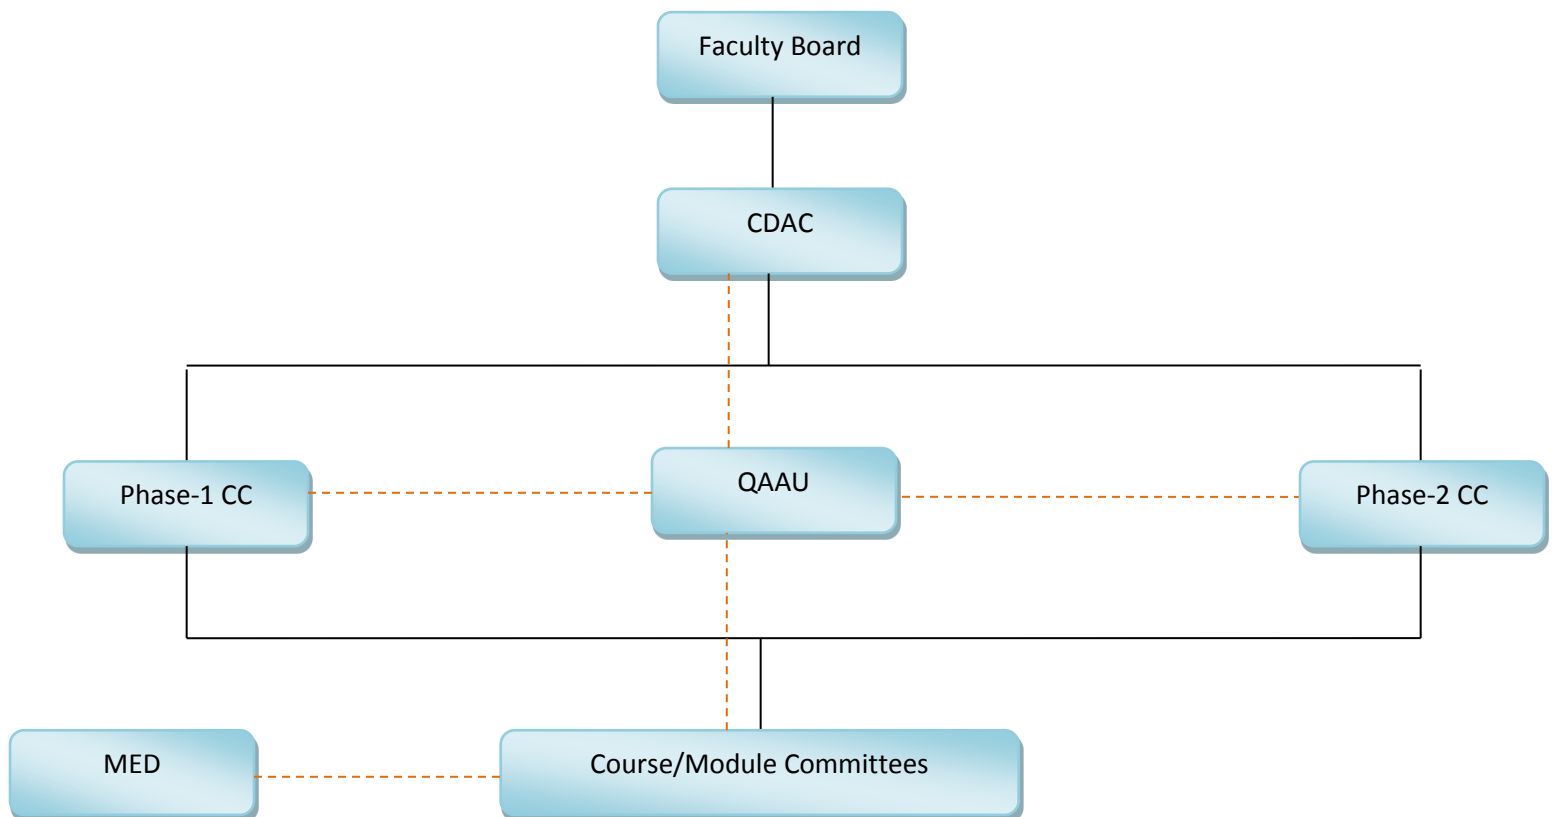 Faculty Board
CDAC
Phase-1 CC
QAAU
Phase-2 CC
MED
Course/Module Committees